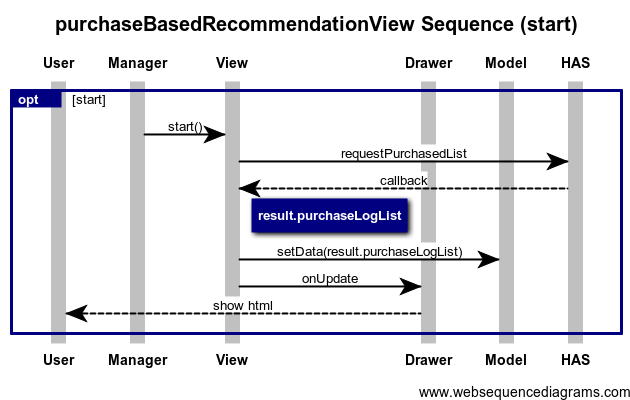 purchaseBasedRecommendationView Sequence (start)
User Manager View Drawer Model HAS
opt [start]
start()
requestPurchasedList
callback
result.purchaseLogList
setData(result.purchaseLogList)
onUpdate
show html
User Manager View Drawer Model HAS
www.websequencediagrams.com